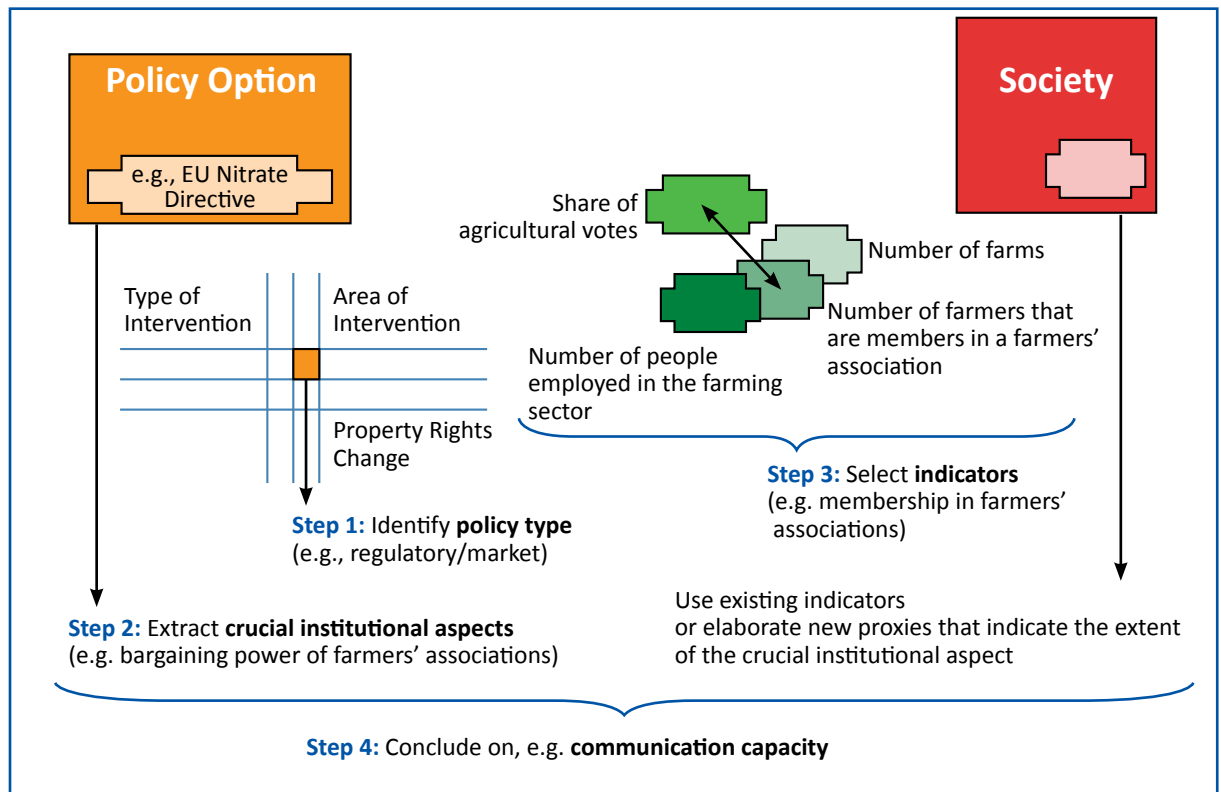 Policy Option
e.g., EU Nitrate
Directive
Society
Share of
agricultural votes
Number of farms
Number of farmers that
are members in a farmers’
association
Number of people
employed in the farming
sector
Type of
Intervention
Area of
Intervention
Property Rights
Change
Step 1: Identify policy type
(e.g., regulatory/market)
Step 3: Select indicators
(e.g. membership in farmers’
associations)
Step 2: Extract crucial institutional aspects
(e.g. bargaining power of farmers’ associations)
Use existing indicators
or elaborate new proxies that indicate the extent
of the crucial institutional aspect
Step 4: Conclude on, e.g. communication capacity